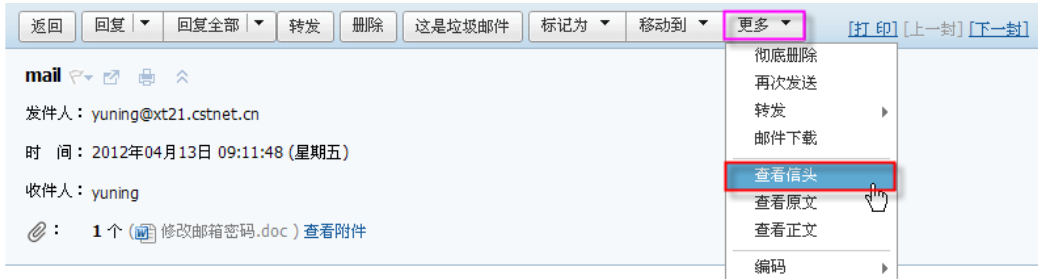 返回 回复 回复全部 转发 删除 这是垃圾邮件 标记为 移动到 更多 [打印] [上一封] [下一封]
mail
发件人：yuning@xt21.cstnet.cn
时 间：2012年04月13日 09:11:48 (星期五)
收件人：yuning
： 1 个 (修改邮箱密码.doc ) 查看附件
彻底删除
再次发送
转发
邮件下载
查看信头
查看原文
查看正文
编码